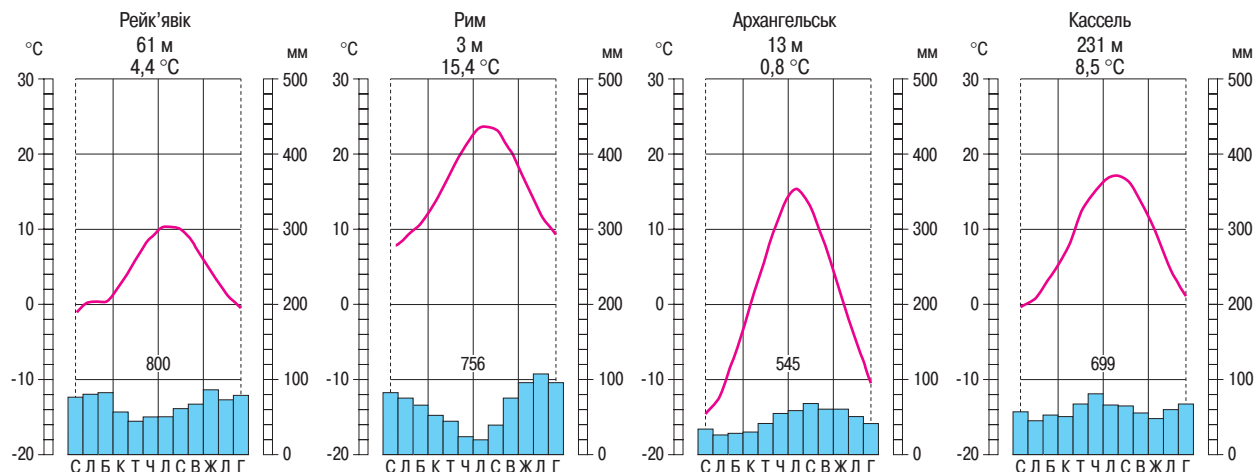 Рейк’явік
61 м
4,4 °C
°C
мм
30
20
10
0
-10
-20
500
400
300
200
100
0
800
С Л Б К Т Ч Л С В Ж Л Г
Рим
3 м
15,4 °C
°C
мм
30
20
10
0
-10
-20
500
400
300
200
100
0
756
С Л Б К Т Ч Л С В Ж Л Г
Архангельськ
13 м
0,8 °C
°C
мм
30
20
10
0
-10
-20
500
400
300
200
100
0
545
С Л Б К Т Ч Л С В Ж Л Г
Кассель
231 м
8,5 °C
°C
мм
30
20
10
0
-10
-20
500
400
300
200
100
0
699
С Л Б К Т Ч Л С В Ж Л Г